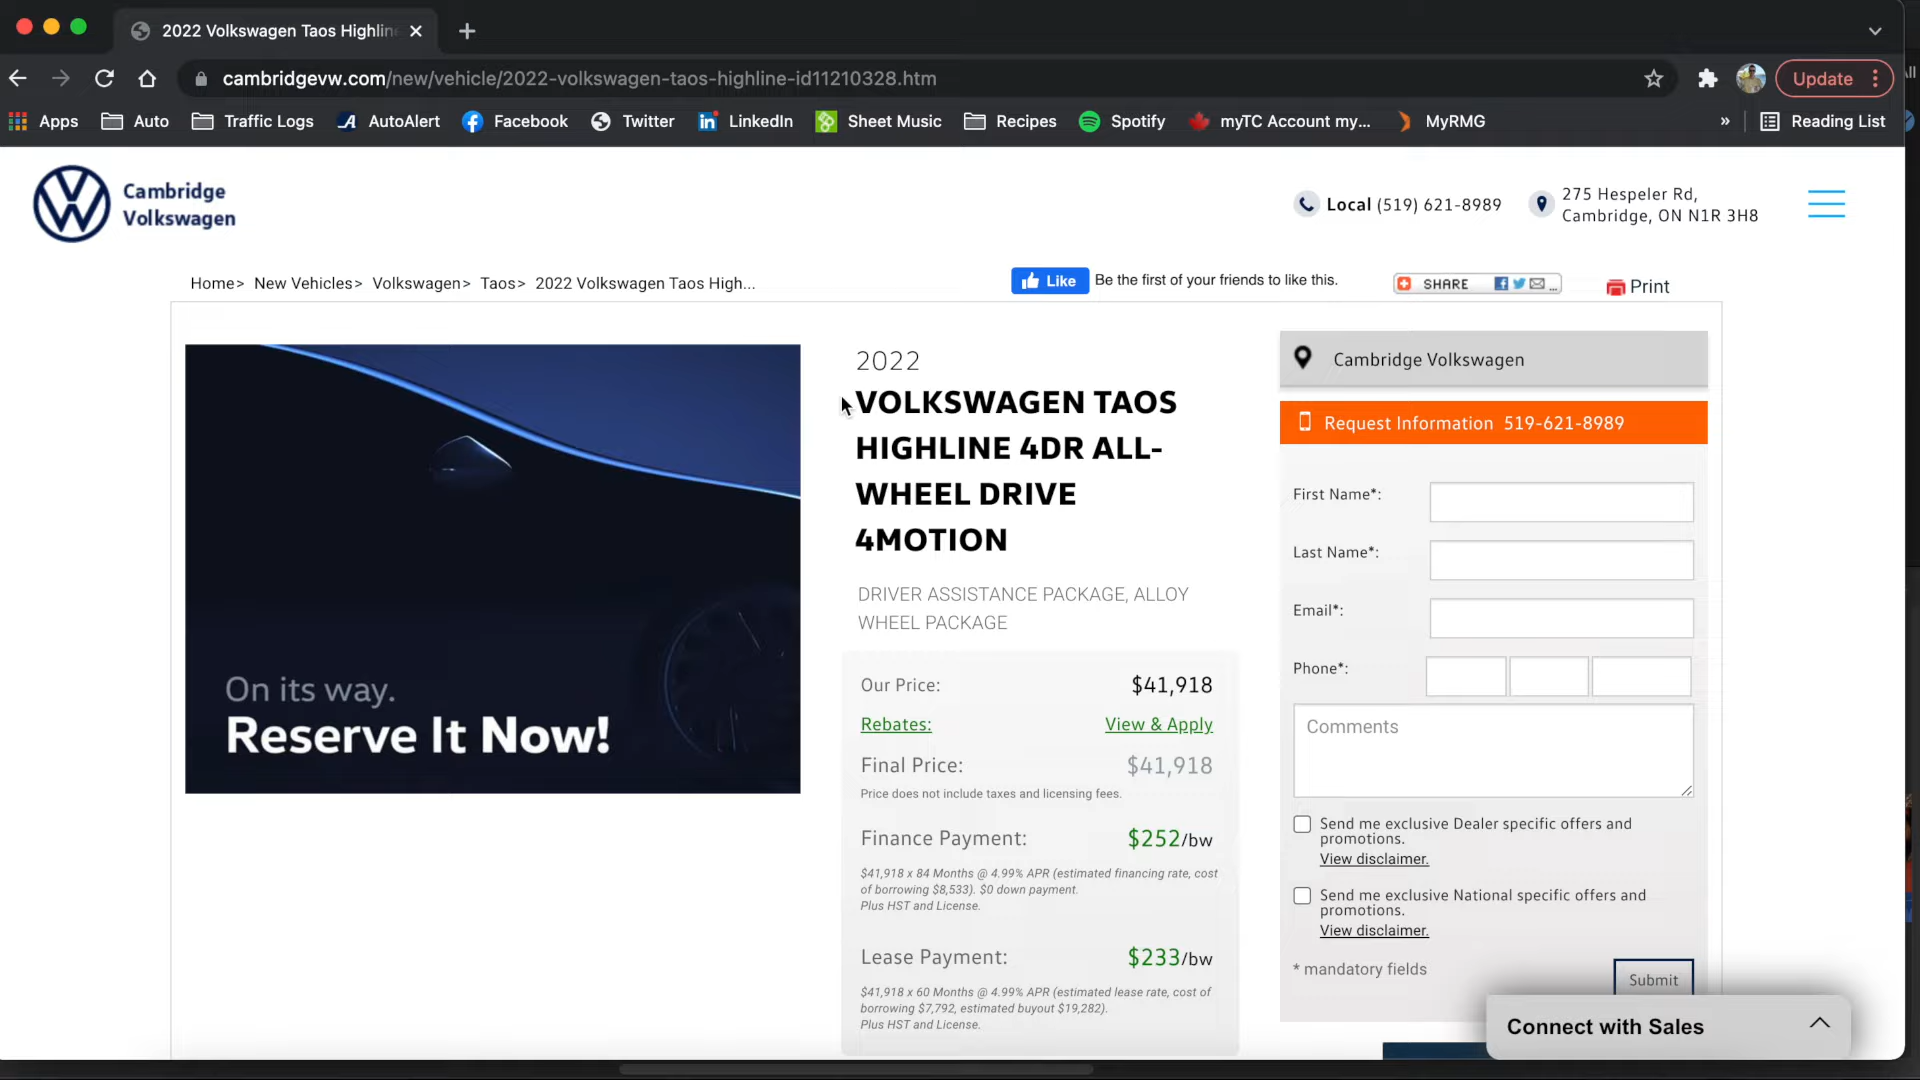 2022 Volkswagen Taos Highlin
cambridgevw.com/new/vehicle/2022-volkswagen-taos-highline-id11210328.htm
Update
Apps
Auto
Traffic Logs
AutoAlert
Facebook
Twitter
LinkedIn
Sheet Music
Recipes
Spotify
myTC Account my...
MyRMG
»
Reading List
Cambridge
Volkswagen
Local (519) 621-8989
275 Hespeler Rd,
Cambridge, ON N1R 3H8
Home> New Vehicles> Volkswagen> Taos> 2022 Volkswagen Taos High...
Like
Be the first of your friends to like this.
SHARE
Print
On its way.
Reserve It Now!
2022
VOLKSWAGEN TAOS
HIGHLINE 4DR ALL-
WHEEL DRIVE
4MOTION
DRIVER ASSISTANCE PACKAGE, ALLOY
WHEEL PACKAGE
Our Price: $41,918
Rebates: View & Apply
Final Price: $41,918
Price does not include taxes and licensing fees.
Finance Payment: $252/bw
$41,918 x 84 Months @ 4.99% APR (estimated financing rate, cost
of borrowing $8,533). $0 down payment.
Plus HST and License.
Lease Payment: $233/bw
$41,918 x 60 Months @ 4.99% APR (estimated lease rate, cost of
borrowing $7,792, estimated buyout $19,282).
Plus HST and License.
Cambridge Volkswagen
Request Information 519-621-8989
First Name*:
Last Name*:
Email*:
Phone*:
Comments
Send me exclusive Dealer specific offers and
promotions.
View disclaimer.
Send me exclusive National specific offers and
promotions.
View disclaimer.
* mandatory fields
Submit
Connect with Sales